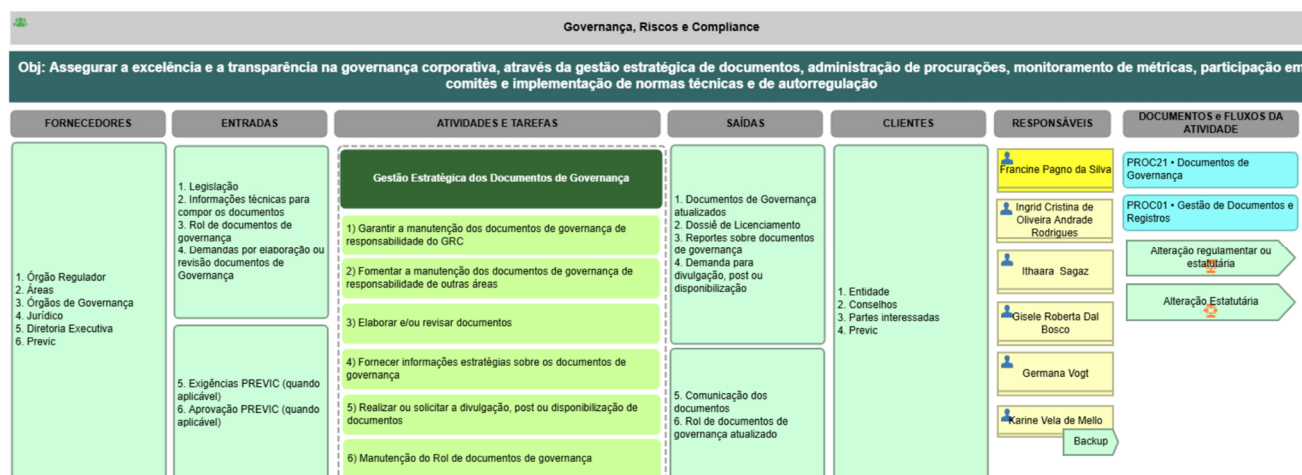 Governança, Riscos e Compliance
Obj: Assegurar a excelência e a transparência na governança corporativa, através da gestão estratégica de documentos, administração de procurações, monitoramento de métricas, participação em
comitês e implementação de normas técnicas e de autorregulação
FORNECEDORES
ENTRADAS
ATIVIDADES E TAREFAS
SAÍDAS
CLIENTES
RESPONSÁVEIS
DOCUMENTOS e FLUXOS DA
ATIVIDADE
1. Órgão Regulador
2. Áreas
3. Órgãos de Governança
4. Jurídico
5. Diretoria Executiva
6. Previc
1. Legislação
2. Informações técnicas para
compor os documentos
3. Rol de documentos de
governança
4. Demandas por elaboração ou
revisão documentos de
Governança
5. Exigências PREVIC (quando
aplicável)
6. Aprovação PREVIC (quando
aplicável)
Gestão Estratégica dos Documentos de Governança
1) Garantir a manutenção dos documentos de governança de
responsabilidade do GRC
2) Fomentar a manutenção dos documentos de governança de
responsabilidade de outras áreas
3) Elaborar e/ou revisar documentos
4) Fornecer informações estratégias sobre os documentos de
governança
5) Realizar ou solicitar a divulgação, post ou disponibilização de
documentos
6) Manutenção do Rol de documentos de governança
1. Documentos de Governança
atualizados
2. Dossiê de Licenciamento
3. Reportes sobre documentos
de governança
4. Demanda para
divulgação, post ou
disponibilização
5. Comunicação dos
documentos
6. Rol de documentos de
governança atualizado
1. Entidade
2. Conselhos
3. Partes interessadas
4. Previc
Francine Pagno da Silva
Ingrid Cristina de
Oliveira Andrade
Rodrigues
Ithaara Sagaz
Gisele Roberta Dal
Bosco
Germana Vogt
Karine Vela de Mello
Backup
PROC21 • Documentos de
Governança
PROC01 • Gestão de Documentos e
Registros
Alteração regulamentar ou
estatutária
Alteração Estatutária